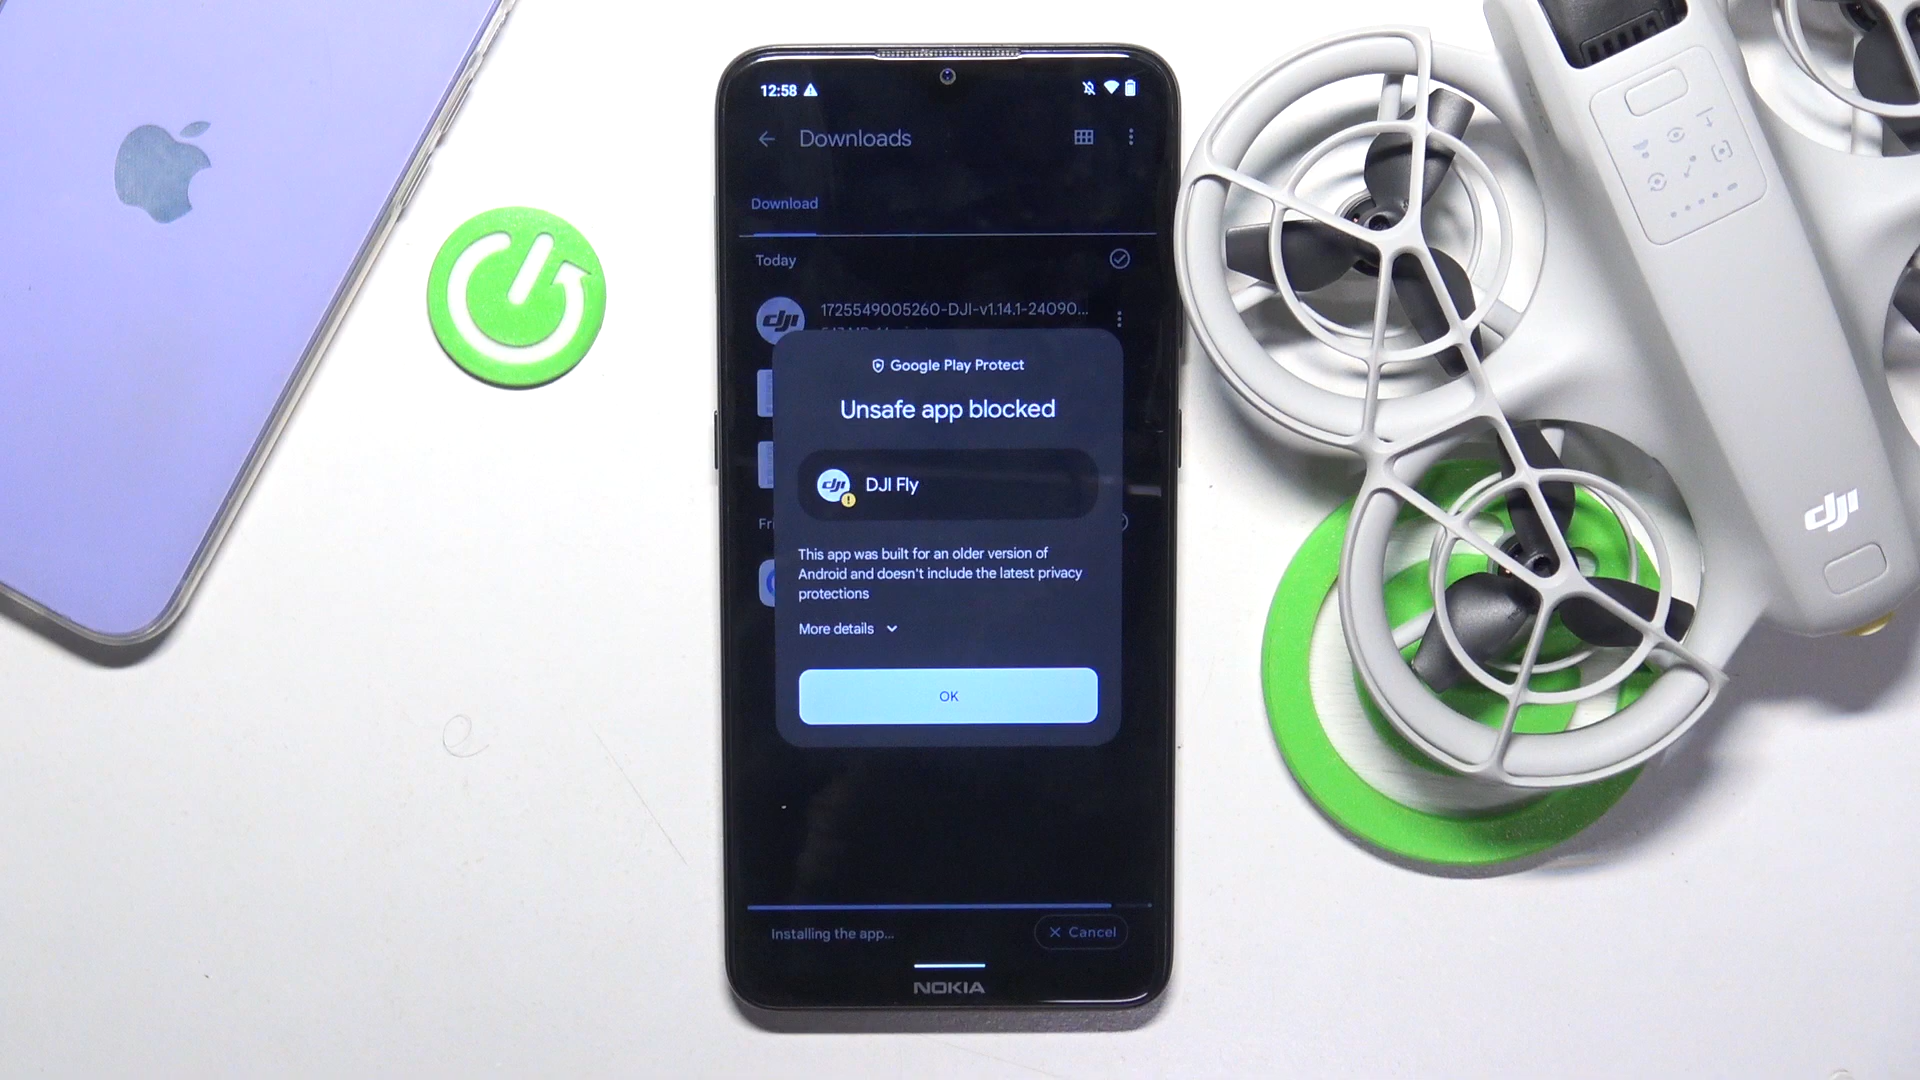 12:58
Downloads
Download
Today
1725549005260-DJI-v1.14.1-24090...
Google Play Protect
Unsafe app blocked
dji DJI Fly
This app was built for an older version of
Android and doesn't include the latest privacy
protections
More details
OK
Installing the app...
Cancel
NOKIA
dji